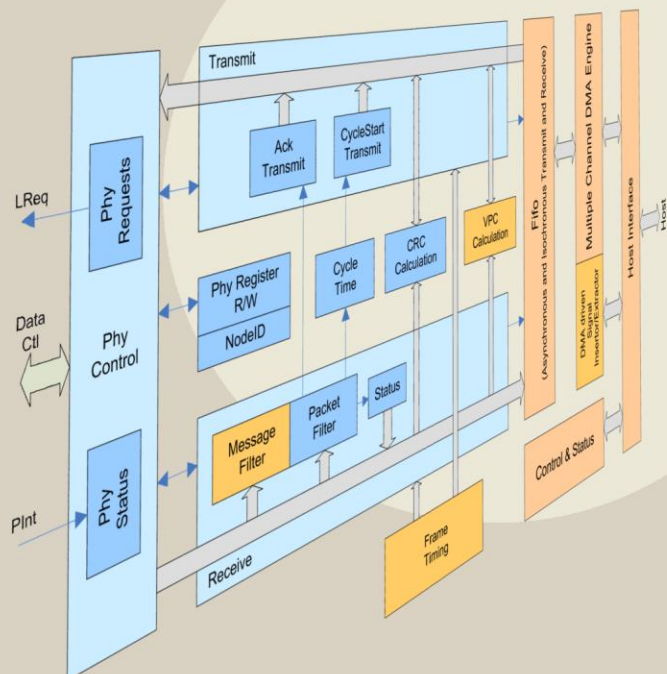 Transmit
Ack
Transmit
CycleStart
Transmit
LReq
Phy
Requests
Data
Ctl
Phy
Control
Phy Register
R/W
NodeID
Cycle
Time
CRC
Calculation
VPC
Calculation
Fifo
(Asynchronous and Isochronous Transmit and Receive)
Multiple Channel DMA Engine
DMA driven
Signal
Insertor/Extractor
Host Interface
Host
Message
Filter
Packet
Filter
Status
PInt
Phy
Status
Receive
Frame
Timing
Control & Status